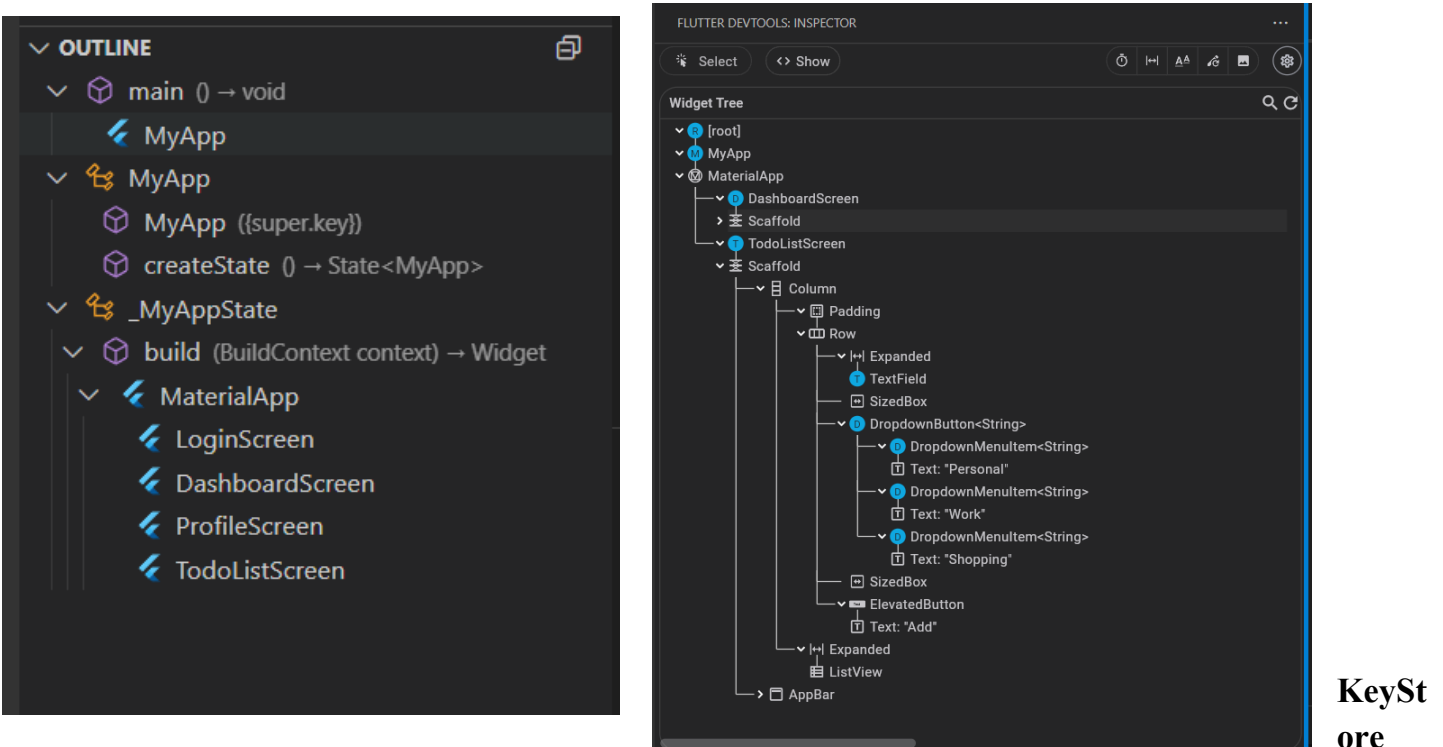 OUTLINE
main () → void
MyApp
MyApp
MyApp ({super.key})
createState () → State<MyApp>
_MyAppState
build (BuildContext context) → Widget
MaterialApp
LoginScreen
DashboardScreen
ProfileScreen
TodoListScreen
FLUTTER DEVTOOLS: INSPECTOR
Select <> Show
Widget Tree
[root]
MyApp
MaterialApp
DashboardScreen
Scaffold
TodoListScreen
Scaffold
Column
Padding
Row
Expanded
TextField
SizedBox
DropdownButton<String>
DropdownMenuItem<String>
Text: "Personal"
DropdownMenuItem<String>
Text: "Work"
DropdownMenuItem<String>
Text: "Shopping"
SizedBox
ElevatedButton
Text: "Add"
Expanded
ListView
AppBar
KeySt
ore